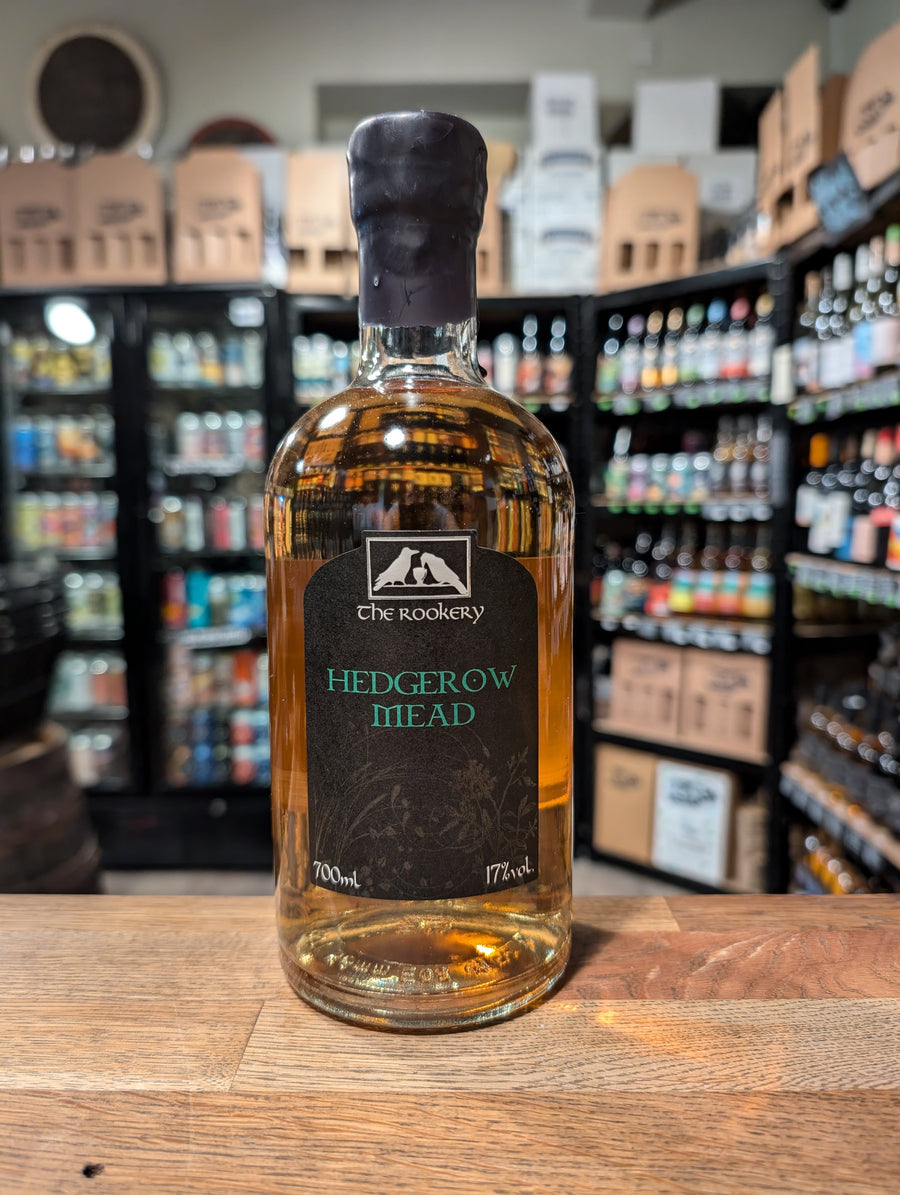 The Rookery
HEDGEROW
MEAD
700ml
17%vol.